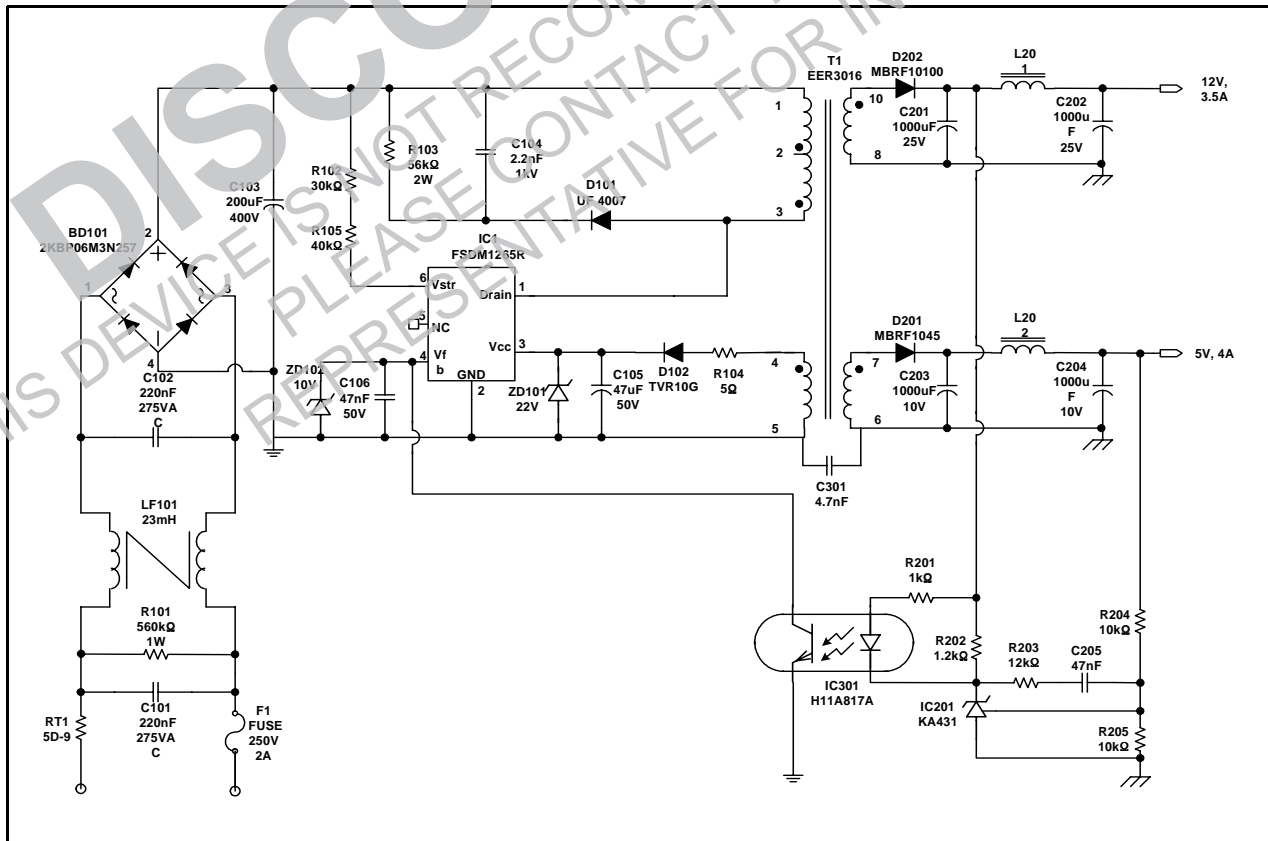 DISCO
THIS DEVICE IS NOT RECOM
PLEASE CONTACT
REPRESENTATIVE FOR IN
T1
EER3016
D202
MBRF10100
L20
1
12V,
3.5A
C201
1000uF
25V
C202
1000u
F
25V
1
2
3
10
8
R103
56kΩ
2W
C104
2.2nF
1kV
D101
UF 4007
R102
30kΩ
R105
40kΩ
C103
200uF
400V
BD101
2KBP06M3N257
2
1
3
4
IC1
FSDM1265R
6
Vstr
Drain
1
5
NC
4
Vf
b
Vcc
3
GND
2
ZD102
10V
C106
47nF
50V
ZD101
22V
C105
47uF
50V
D102
TVR10G
R104
5Ω
4
5
7
6
D201
MBRF1045
L20
2
5V, 4A
C203
1000uF
10V
C204
1000u
F
10V
C301
4.7nF
C102
220nF
275VA
C
LF101
23mH
R101
560kΩ
1W
C101
220nF
275VA
C
RT1
5D-9
F1
FUSE
250V
2A
R201
1kΩ
R202
1.2kΩ
R203
12kΩ
C205
47nF
R204
10kΩ
R205
10kΩ
IC301
H11A817A
IC201
KA431